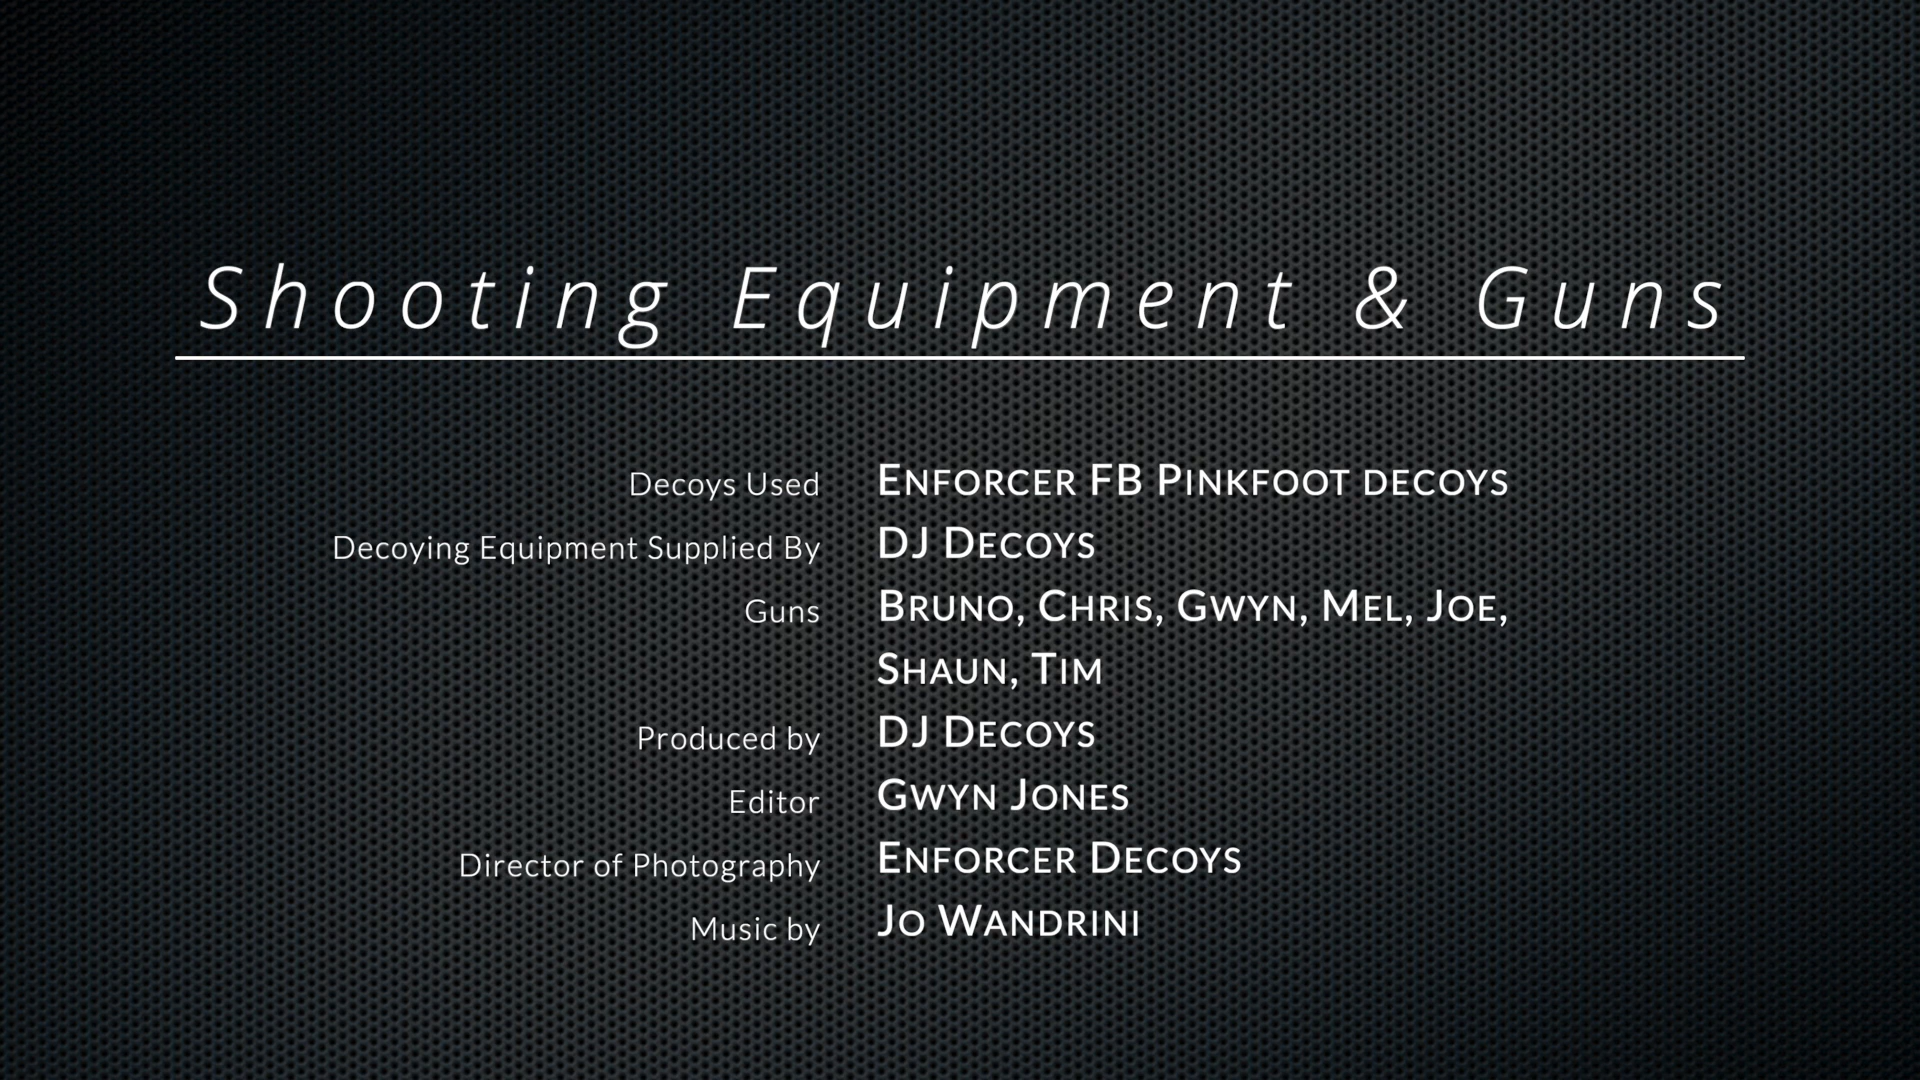 Shooting Equipment & Guns
Decoys Used Enforcer FB Pinkfoot decoys
Decoying Equipment Supplied By DJ Decoys
Guns Bruno, Chris, Gwyn, Mel, Joe,
Shaun, Tim
Produced by DJ Decoys
Editor Gwyn Jones
Director of Photography Enforcer Decoys
Music by Jo Wandrini